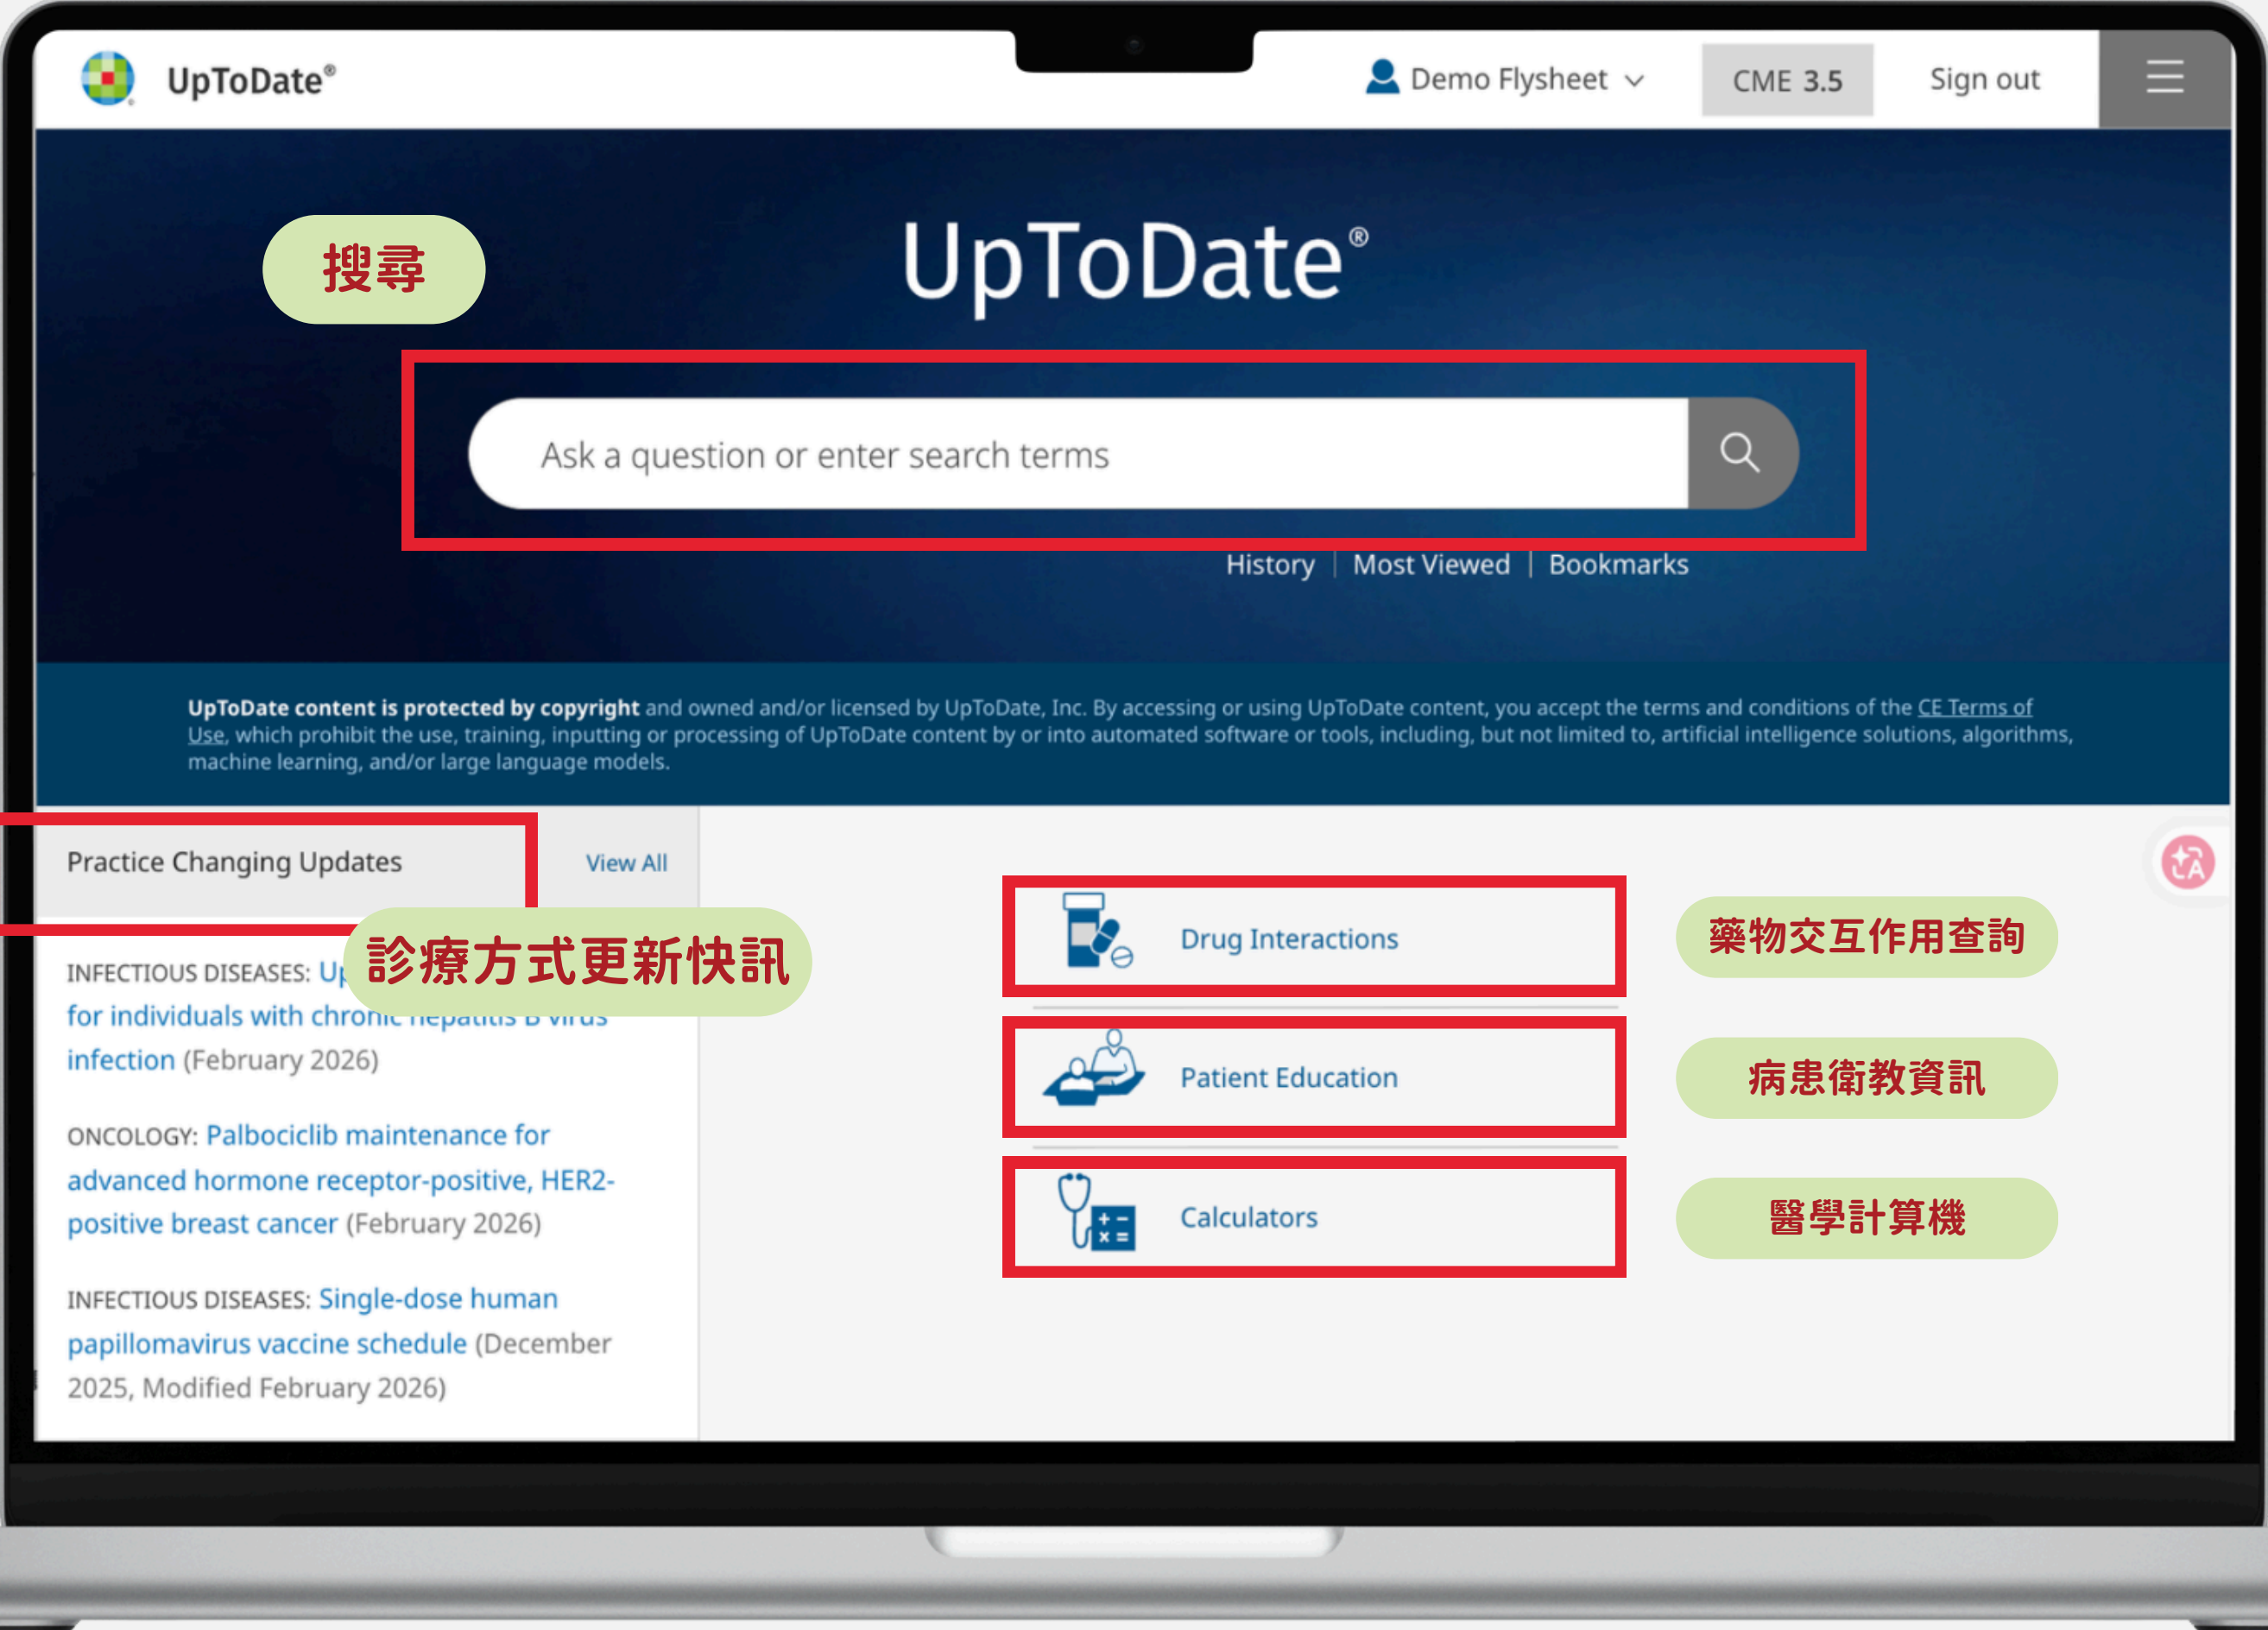 UpToDate®
Demo Flysheet
CME 3.5
Sign out
搜尋
UpToDate®
Ask a question or enter search terms
History | Most Viewed | Bookmarks
UpToDate content is protected by copyright and owned and/or licensed by UpToDate, Inc. By accessing or using UpToDate content, you accept the terms and conditions of the CE Terms of
Use, which prohibit the use, training, inputting or processing of UpToDate content by or into automated software or tools, including, but not limited to, artificial intelligence solutions, algorithms,
machine learning, and/or large language models.
Practice Changing Updates
View All
診療方式更新快訊
INFECTIOUS DISEASES:
for individuals with chronic hepatitis B virus
infection (February 2026)
ONCOLOGY: Palbociclib maintenance for
advanced hormone receptor-positive, HER2-
positive breast cancer (February 2026)
INFECTIOUS DISEASES: Single-dose human
papillomavirus vaccine schedule (December
2025, Modified February 2026)
Drug Interactions
藥物交互作用查詢
Patient Education
病患衛教資訊
Calculators
醫學計算機